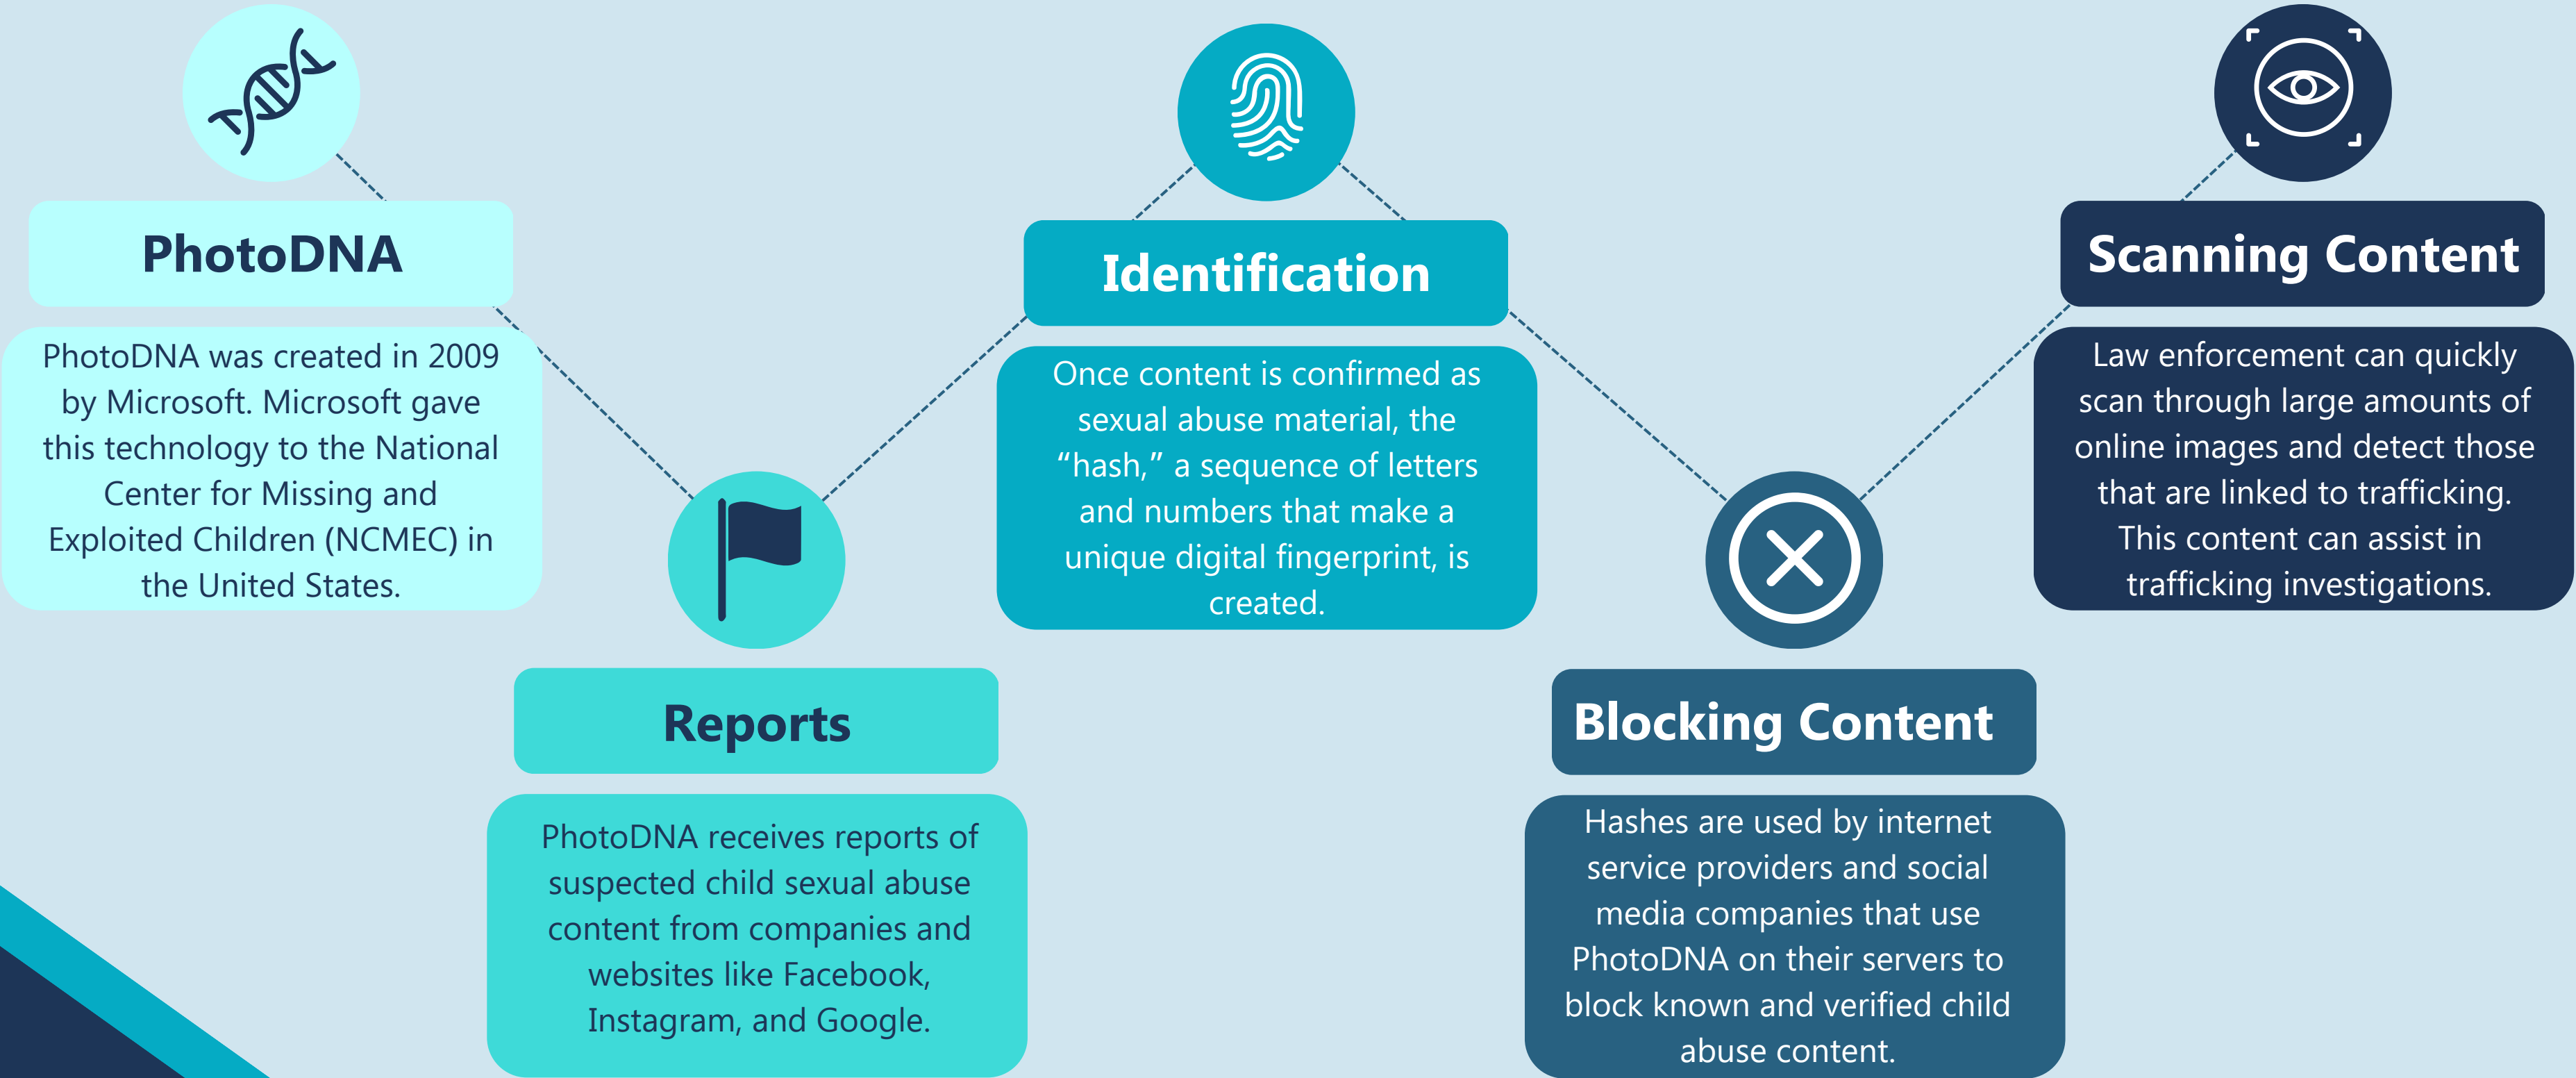 PhotoDNA
PhotoDNA was created in 2009
by Microsoft. Microsoft gave
this technology to the National
Center for Missing and
Exploited Children (NCMEC) in
the United States.
Reports
PhotoDNA receives reports of
suspected child sexual abuse
content from companies and
websites like Facebook,
Instagram, and Google.
Identification
Once content is confirmed as
sexual abuse material, the
“hash,” a sequence of letters
and numbers that make a
unique digital fingerprint, is
created.
Blocking Content
Hashes are used by internet
service providers and social
media companies that use
PhotoDNA on their servers to
block known and verified child
abuse content.
Scanning Content
Law enforcement can quickly
scan through large amounts of
online images and detect those
that are linked to trafficking.
This content can assist in
trafficking investigations.